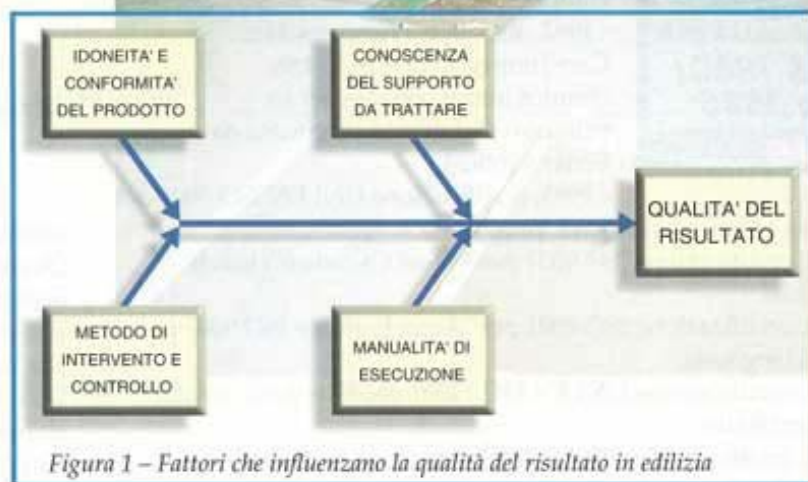 IDONEITA' E
CONFORMITA'
DEL PRODOTTO
CONOSCENZA
DEL SUPPORTO
DA TRATTARE
QUALITA' DEL
RISULTATO
METODO DI
INTERVENTO E
CONTROLLO
MANUALITA' DI
ESECUZIONE
Figura 1 – Fattori che influenzano la qualità del risultato in edilizia